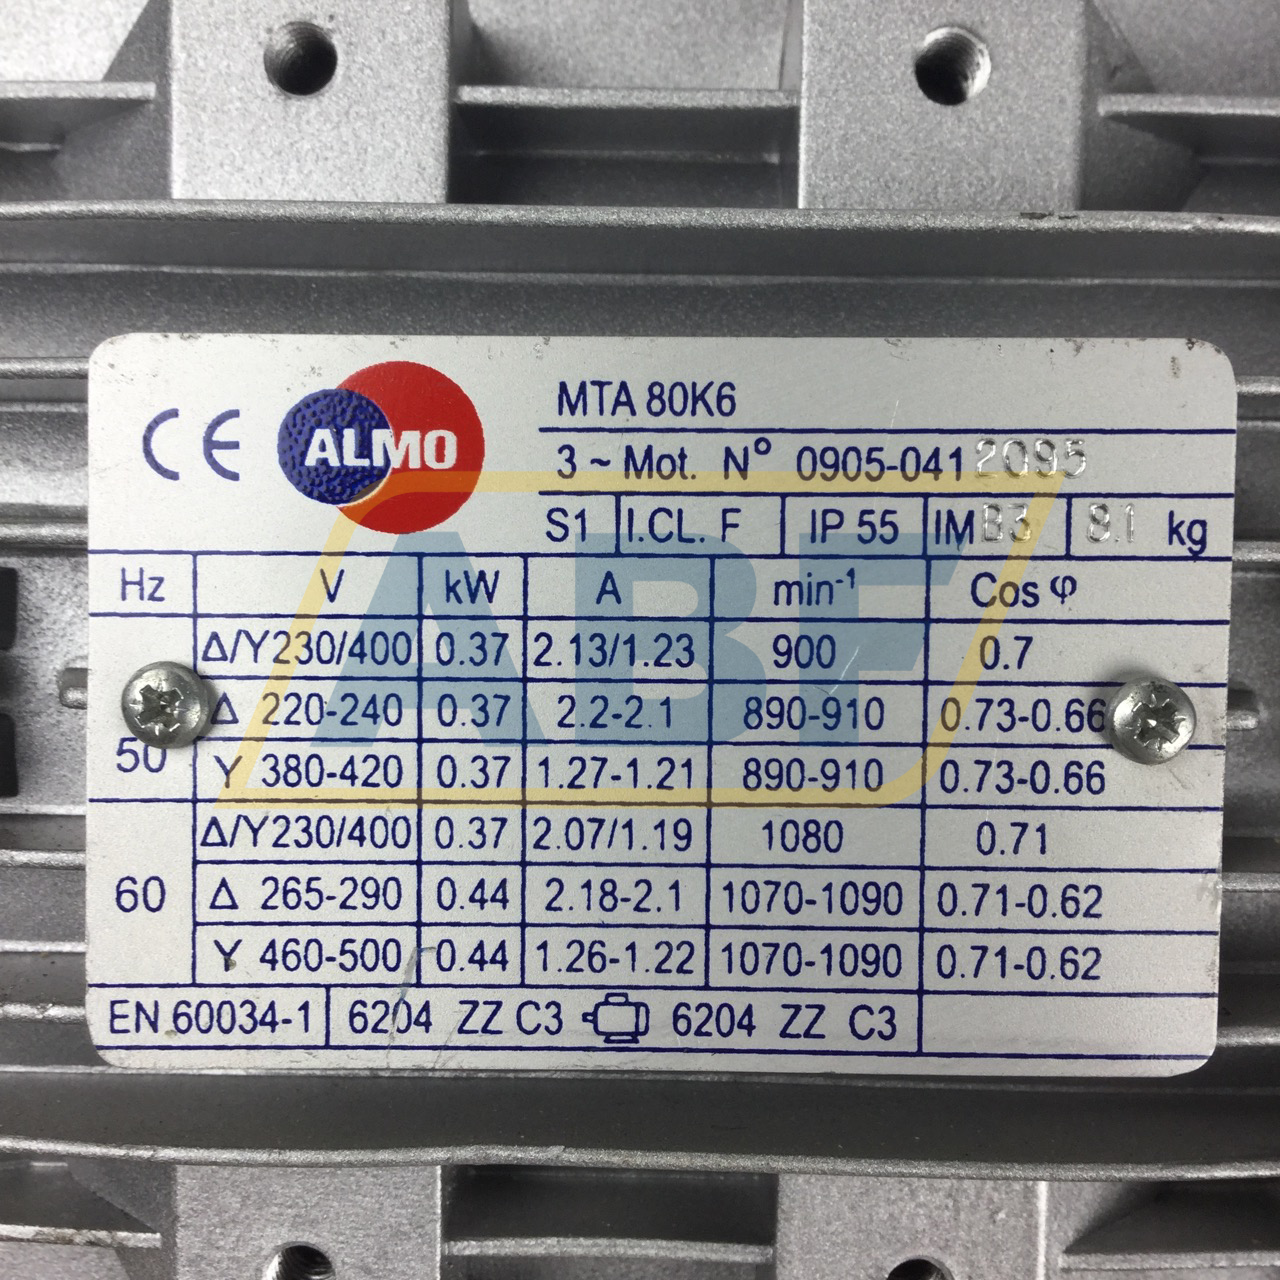 CE ALMO
MTA 80K6
3 ~ Mot. N° 0905-041 2095
S1 I.CL. F IP 55 IM B3 8.1 kg
Hz V kW A min⁻¹ Cos φ
Δ/Y230/400 0.37 2.13/1.23 900 0.7
Δ 220-240 0.37 2.2-2.1 890-910 0.73-0.66
50 Y 380-420 0.37 1.27-1.21 890-910 0.73-0.66
Δ/Y230/400 0.37 2.07/1.19 1080 0.71
60 Δ 265-290 0.44 2.18-2.1 1070-1090 0.71-0.62
Y 460-500 0.44 1.26-1.22 1070-1090 0.71-0.62
EN 60034-1 6204 ZZ C3 6204 ZZ C3
ABF